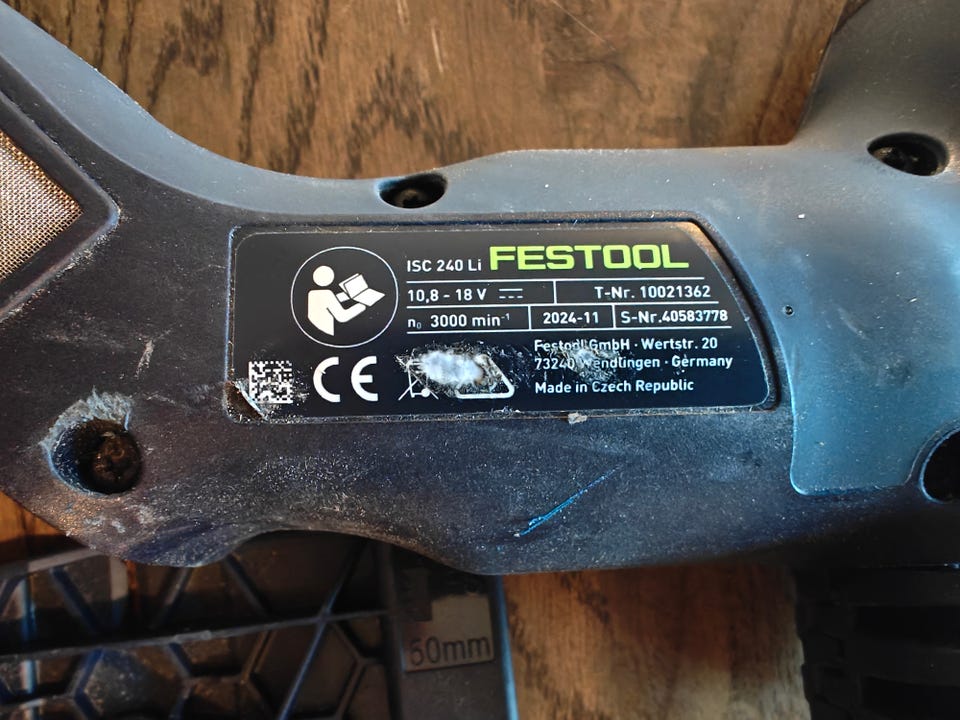 ISC 240 Li FESTOOL
10,8 - 18 V T-Nr. 10021362
n₀ 3000 min⁻¹ 2024-11 S-Nr.40583778
Festool GmbH · Wertstr. 20
73240 Wendlingen · Germany
CE
Made in Czech Republic
60mm